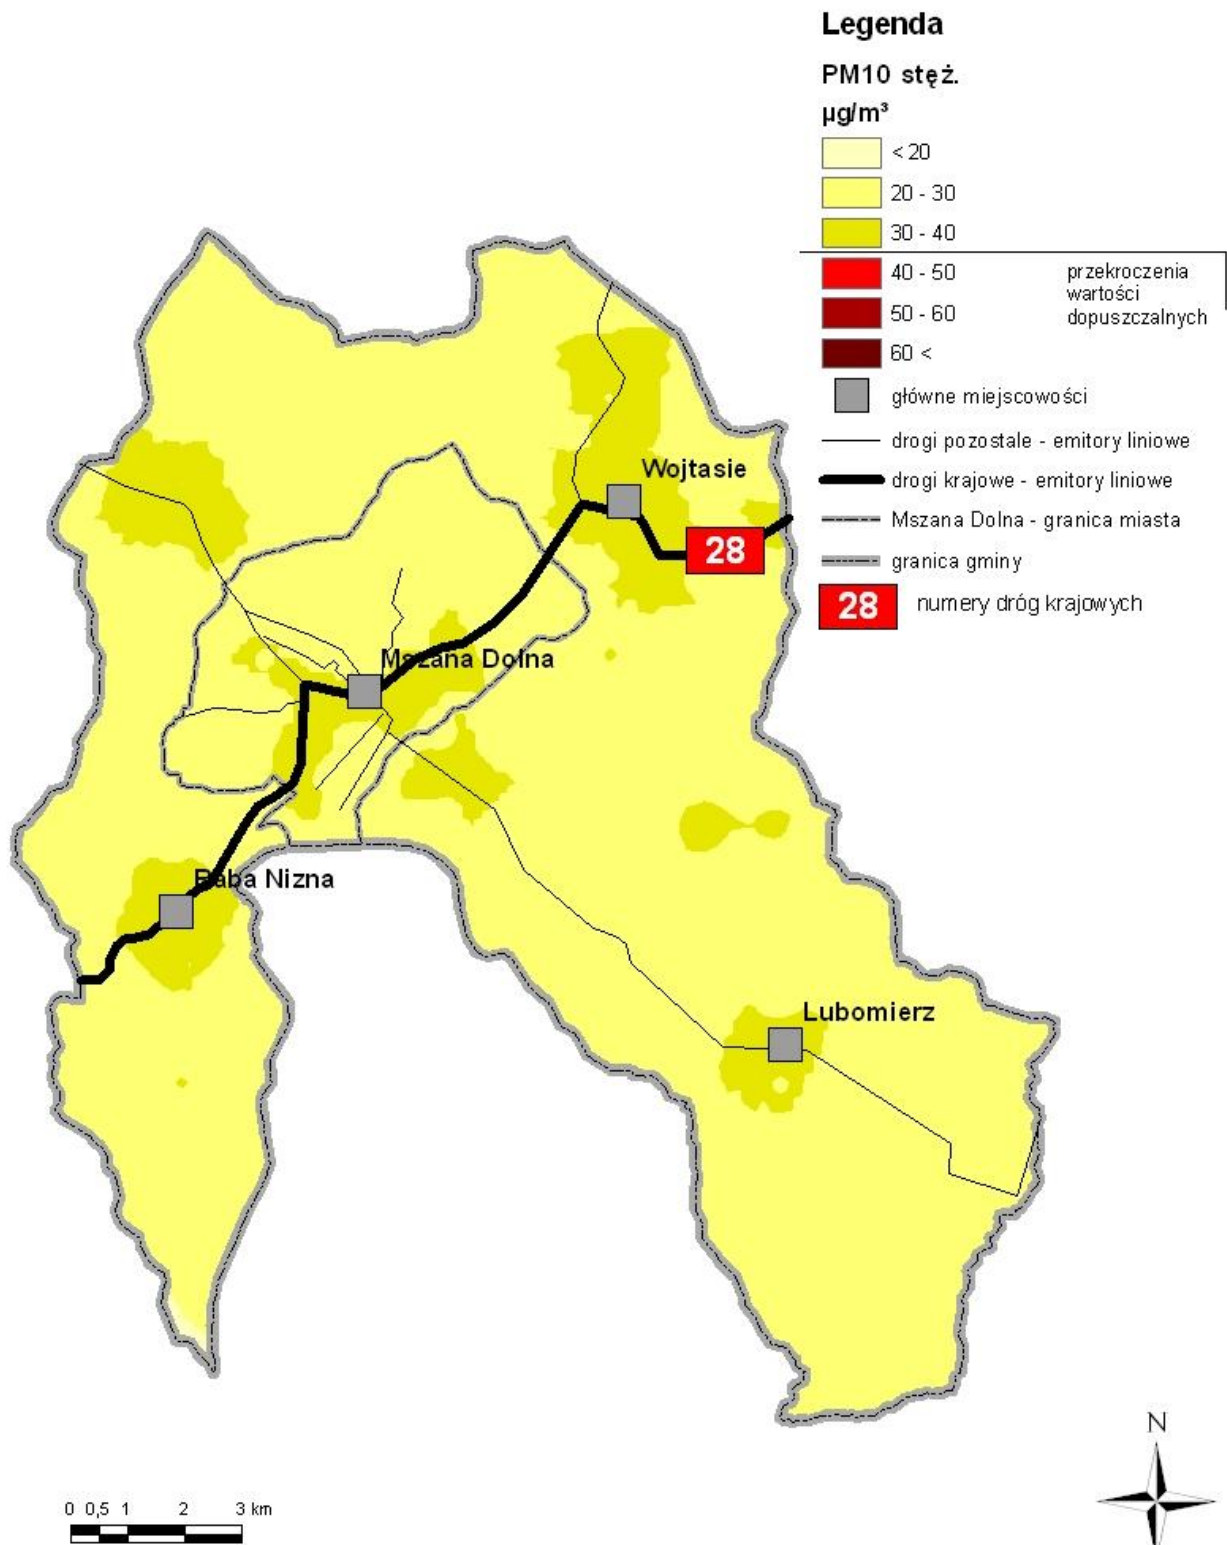 Legenda
PM10 stęż.
µg/m³
< 20
20 - 30
30 - 40
40 - 50
50 - 60
60 <
przekroczenia
wartości
dopuszczalnych
główne miejscowości
drogi pozostałe - emitory liniowe
drogi krajowe - emitory liniowe
Mszana Dolna - granica miasta
granica gminy
28 numery dróg krajowych
Wojtasie
28
Mszana Dolna
Raba Nizna
Lubomierz
N
0 0,5 1 2 3 km